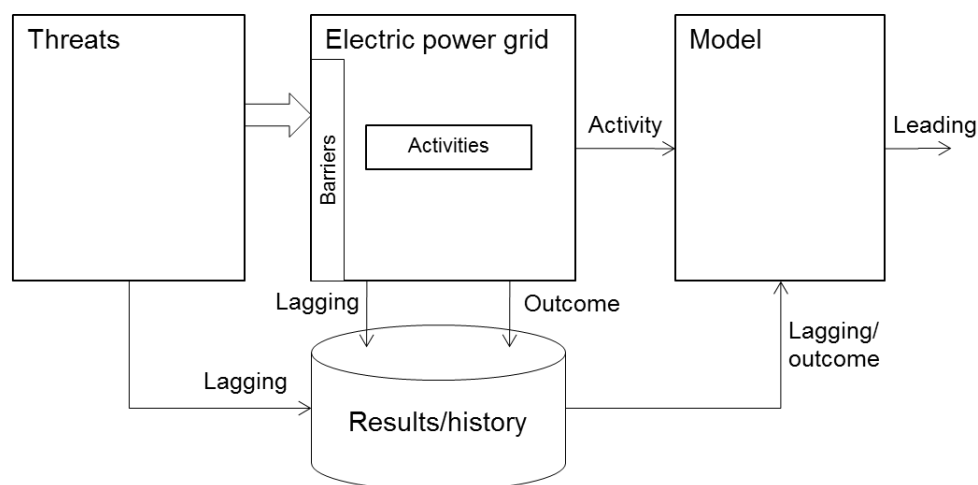 Threats
Electric power grid
Model
Activity
Leading
Activities
Barriers
Lagging
Outcome
Lagging/
outcome
Lagging
Results/history